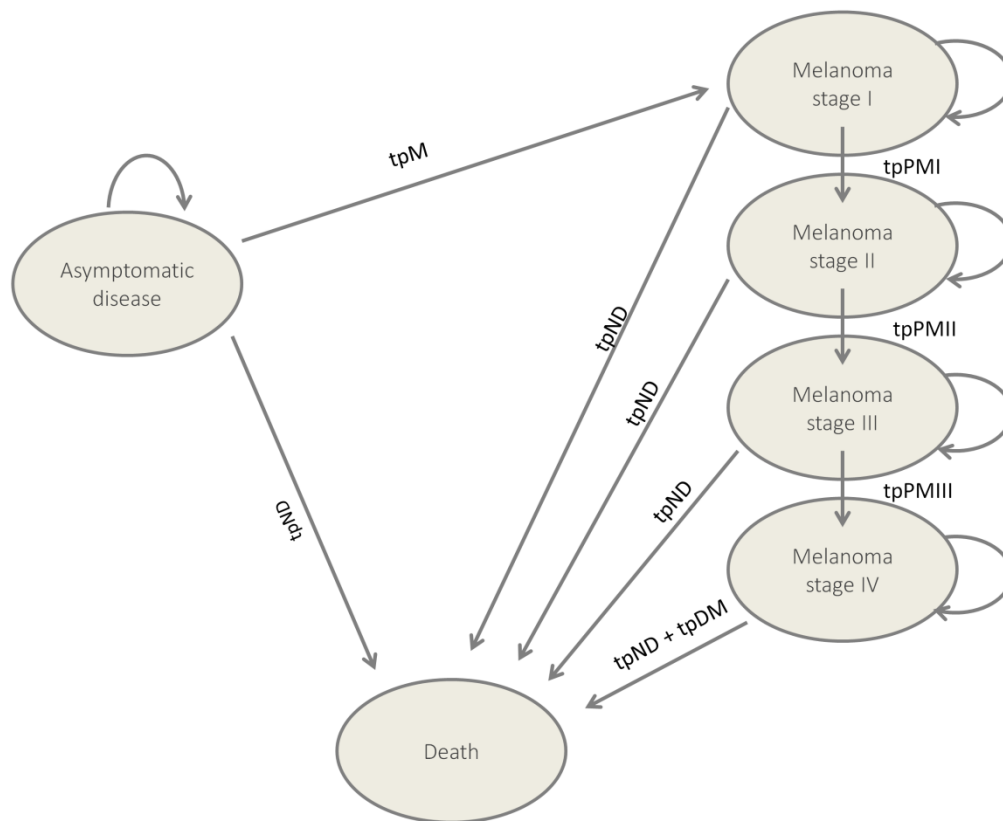 Melanoma
stage I
tpM
tpPMI
Asymptomatic
disease
Melanoma
stage II
tpND
tpPMII
tpND
Melanoma
stage III
tpND
tpPMIII
tpND
Melanoma
stage IV
tpND + tpDM
Death